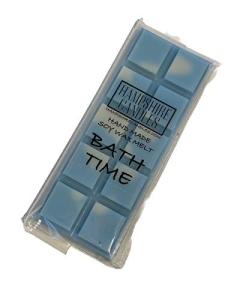 HAMPSHIRE
CANDLES
HAND MADE
SOY WAX MELT
BATH
TIME